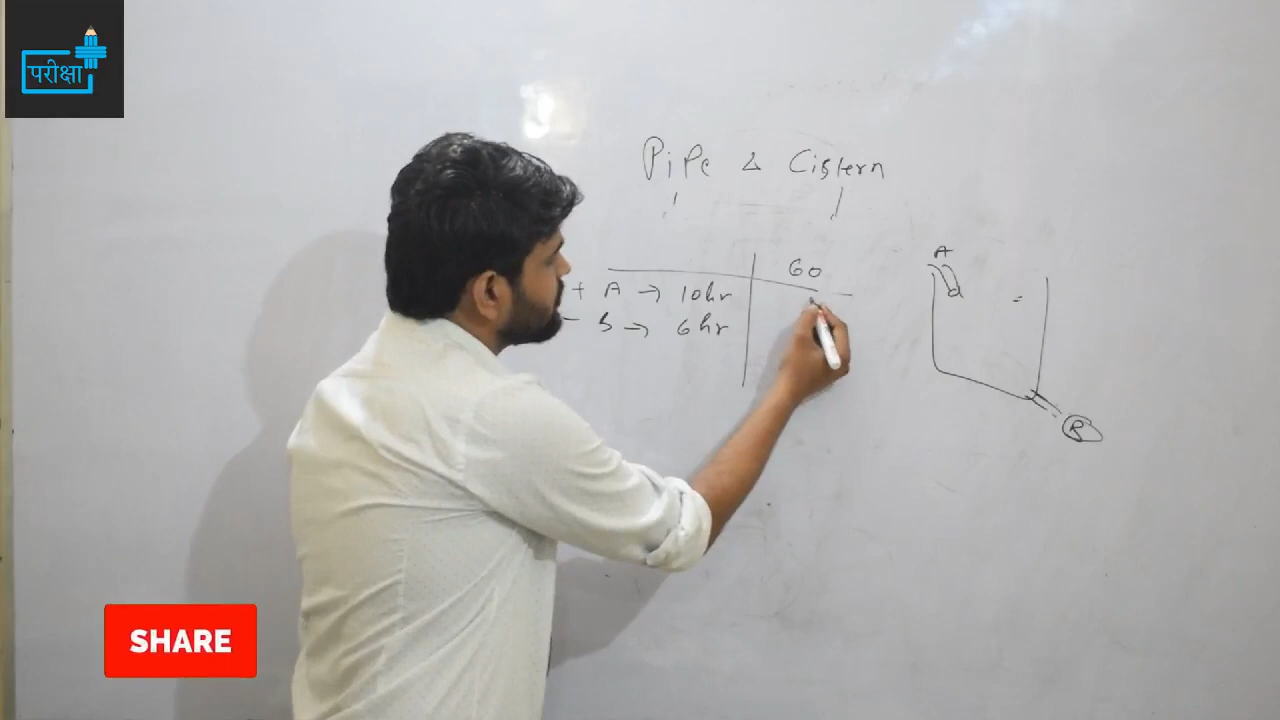 परीक्षा
Pipe & Cistern
60
+ A → 10hr
- B → 6hr
A
B
SHARE